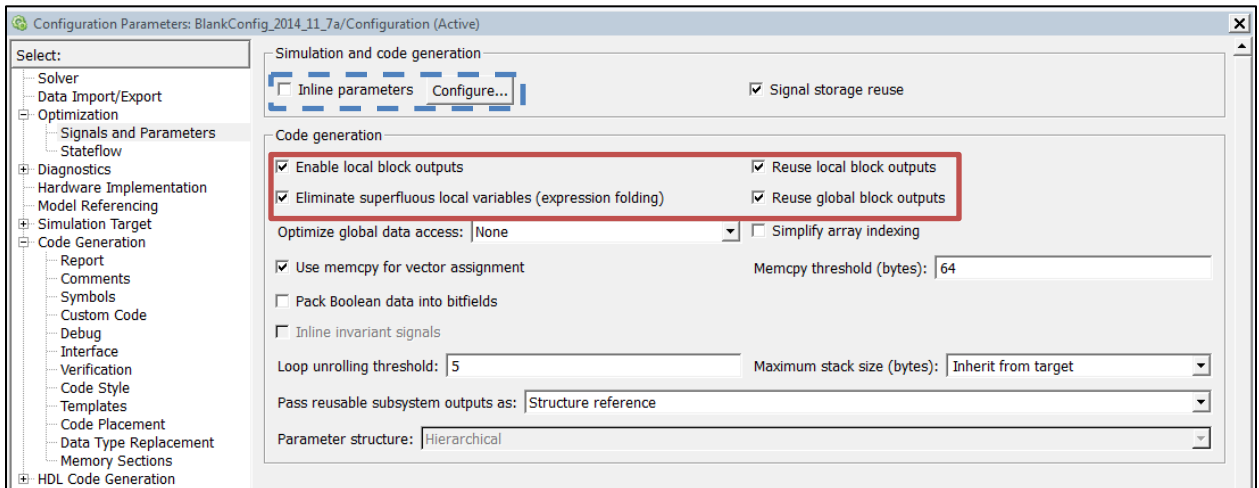 Configuration Parameters: BlankConfig_2014_11_7a/Configuration (Active)
Select:
Solver
Data Import/Export
Optimization
Signals and Parameters
Stateflow
Diagnostics
Hardware Implementation
Model Referencing
Simulation Target
Code Generation
Report
Comments
Symbols
Custom Code
Debug
Interface
Verification
Code Style
Templates
Code Placement
Data Type Replacement
Memory Sections
HDL Code Generation
Simulation and code generation
Inline parameters Configure... Signal storage reuse
Code generation
Enable local block outputs Reuse local block outputs
Eliminate superfluous local variables (expression folding) Reuse global block outputs
Optimize global data access: None Simplify array indexing
Use memcpy for vector assignment Memcpy threshold (bytes): 64
Pack Boolean data into bitfields
Inline invariant signals
Loop unrolling threshold: 5 Maximum stack size (bytes): Inherit from target
Pass reusable subsystem outputs as: Structure reference
Parameter structure: Hierarchical